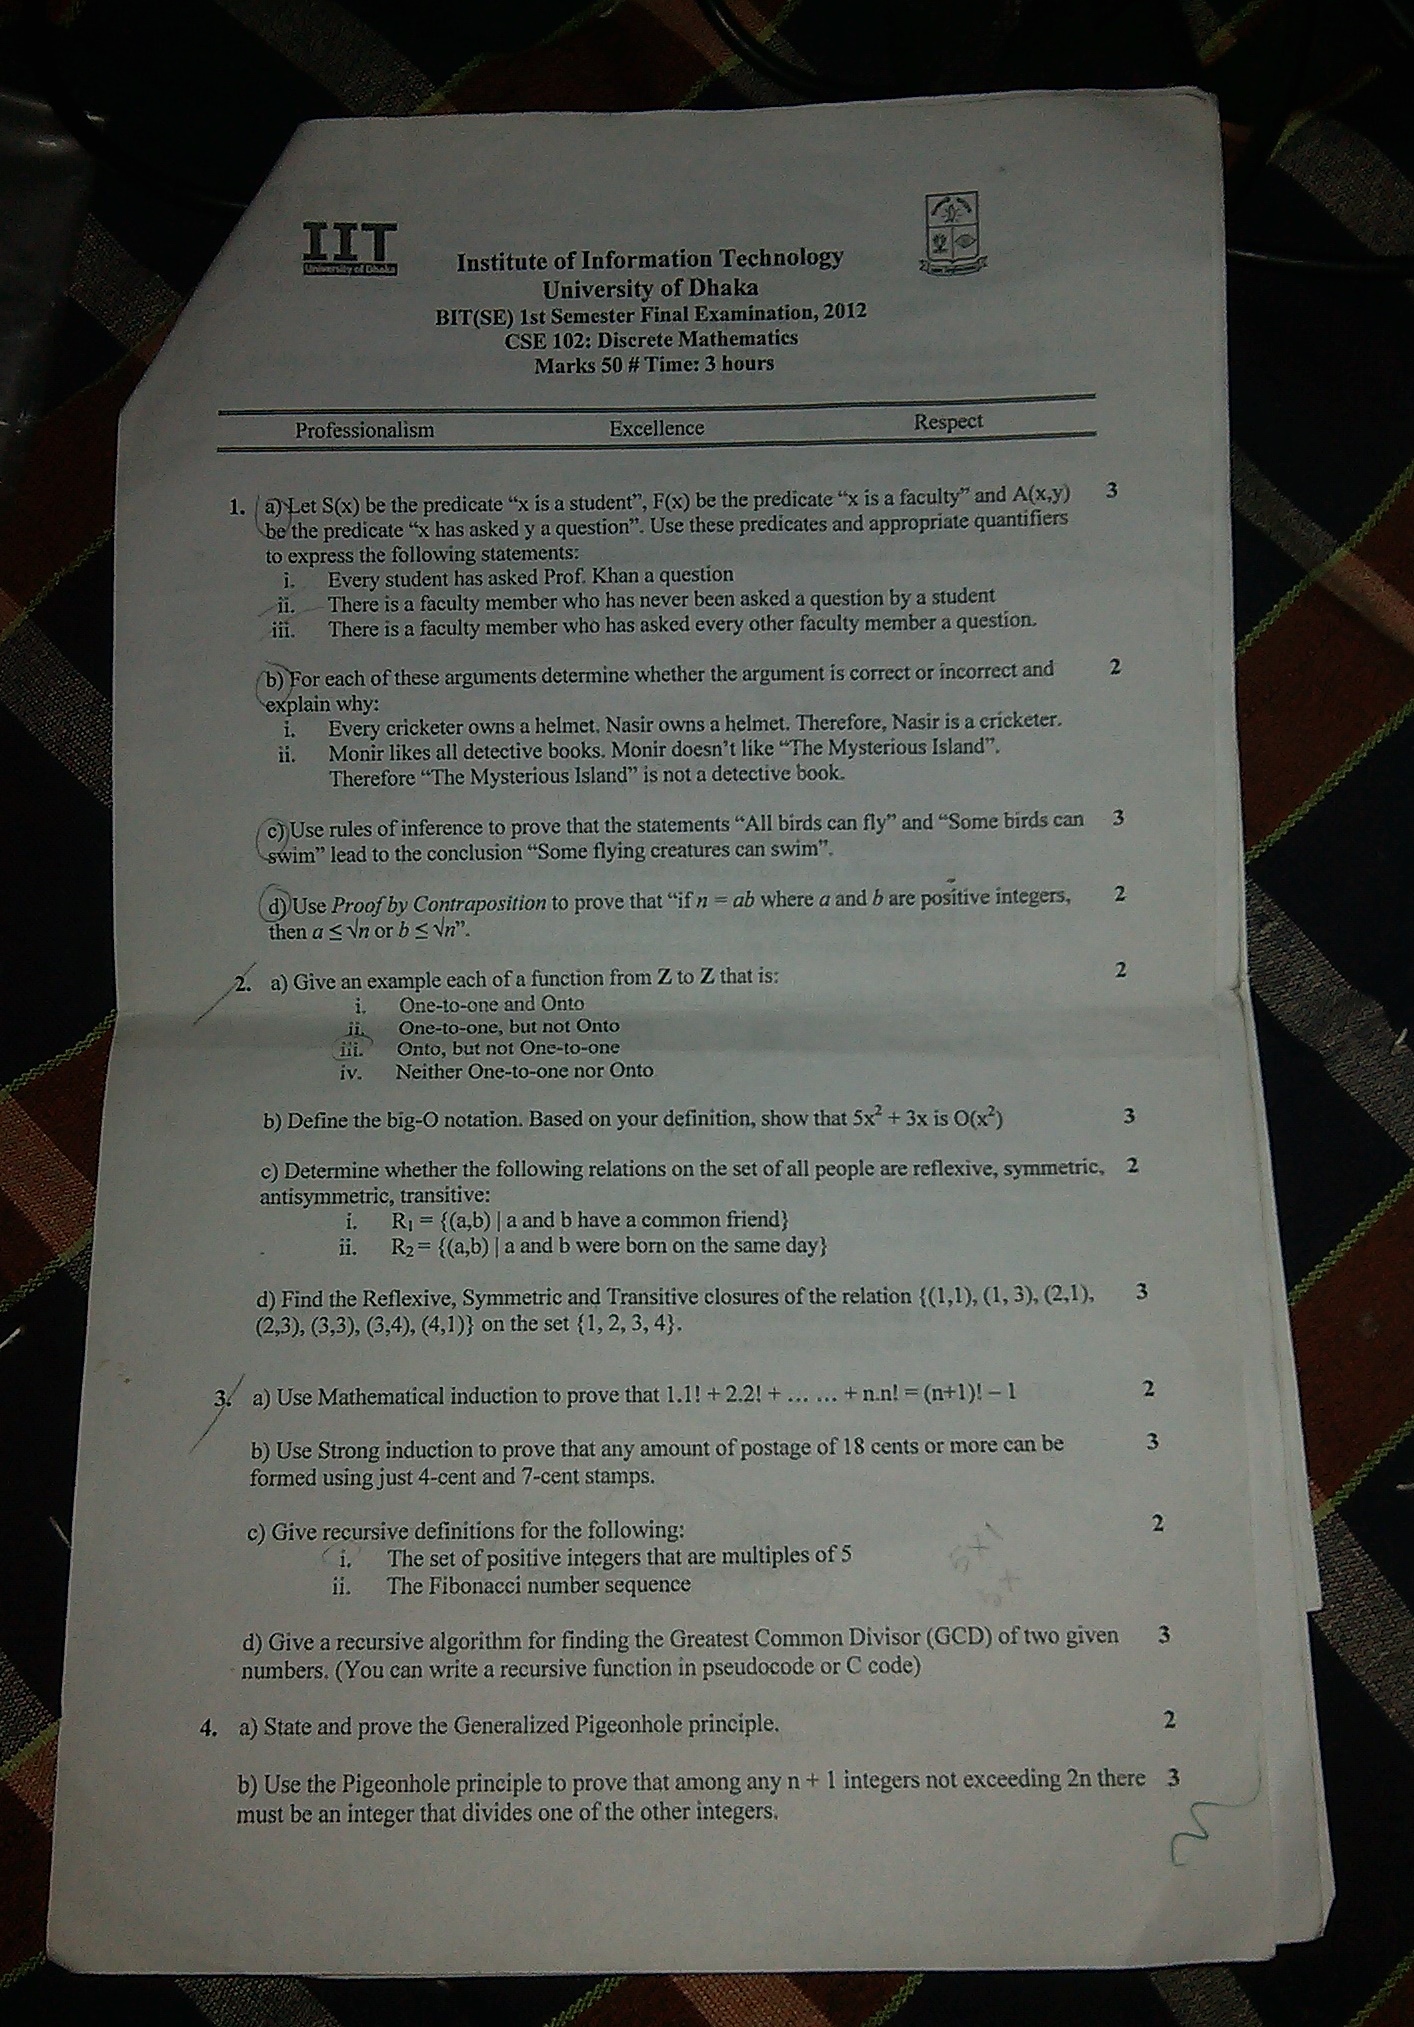 IIT
University of Dhaka
Institute of Information Technology
University of Dhaka
BIT(SE) 1st Semester Final Examination, 2012
CSE 102: Discrete Mathematics
Marks 50 # Time: 3 hours
Professionalism Excellence Respect
1. a) Let S(x) be the predicate “x is a student”, F(x) be the predicate “x is a faculty” and A(x,y) 3
be the predicate “x has asked y a question”. Use these predicates and appropriate quantifiers
to express the following statements:
i. Every student has asked Prof. Khan a question
ii. There is a faculty member who has never been asked a question by a student
iii. There is a faculty member who has asked every other faculty member a question.
b) For each of these arguments determine whether the argument is correct or incorrect and 2
explain why:
i. Every cricketer owns a helmet. Nasir owns a helmet. Therefore, Nasir is a cricketer.
ii. Monir likes all detective books. Monir doesn’t like “The Mysterious Island”.
Therefore “The Mysterious Island” is not a detective book.
c) Use rules of inference to prove that the statements “All birds can fly” and “Some birds can 3
swim” lead to the conclusion “Some flying creatures can swim”.
d) Use Proof by Contraposition to prove that “if n = ab where a and b are positive integers, 2
then a ≤ √n or b ≤ √n”.
2. a) Give an example each of a function from Z to Z that is: 2
i. One-to-one and Onto
ii. One-to-one, but not Onto
iii. Onto, but not One-to-one
iv. Neither One-to-one nor Onto
b) Define the big-O notation. Based on your definition, show that 5x² + 3x is O(x²) 3
c) Determine whether the following relations on the set of all people are reflexive, symmetric, 2
antisymmetric, transitive:
i. R₁ = {(a,b) | a and b have a common friend}
ii. R₂ = {(a,b) | a and b were born on the same day}
d) Find the Reflexive, Symmetric and Transitive closures of the relation {(1,1), (1, 3), (2,1), 3
(2,3), (3,3), (3,4), (4,1)} on the set {1, 2, 3, 4}.
3. a) Use Mathematical induction to prove that 1.1! + 2.2! + ... ... + n.n! = (n+1)! – 1 2
b) Use Strong induction to prove that any amount of postage of 18 cents or more can be 3
formed using just 4-cent and 7-cent stamps.
c) Give recursive definitions for the following: 2
i. The set of positive integers that are multiples of 5
ii. The Fibonacci number sequence
d) Give a recursive algorithm for finding the Greatest Common Divisor (GCD) of two given 3
numbers. (You can write a recursive function in pseudocode or C code)
4. a) State and prove the Generalized Pigeonhole principle. 2
b) Use the Pigeonhole principle to prove that among any n + 1 integers not exceeding 2n there 3
must be an integer that divides one of the other integers.